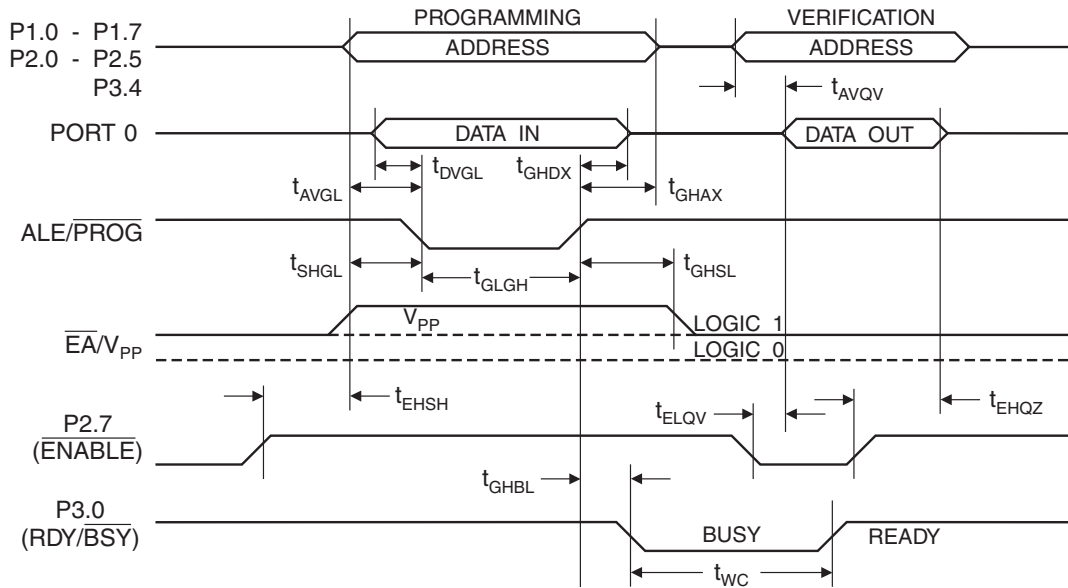 PROGRAMMING VERIFICATION
P1.0 - P1.7
P2.0 - P2.5
P3.4
ADDRESS ADDRESS
tAVQV
PORT 0 DATA IN DATA OUT
tDVGL tGHDX
tAVGL tGHAX
ALE/PROG
tSHGL tGLGH tGHSL
VPP LOGIC 1
EA/VPP LOGIC 0
tEHSH tELQV tEHQZ
P2.7
(ENABLE)
tGHBL
P3.0
(RDY/BSY) BUSY READY
tWC